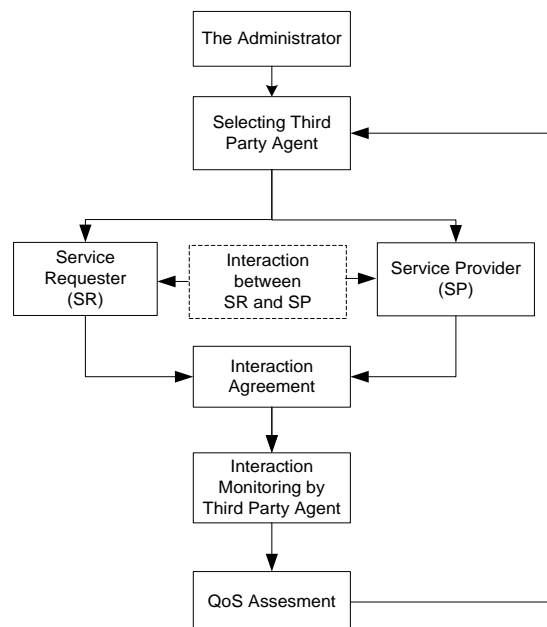 The Administrator
Selecting Third
Party Agent
Service
Requester
(SR)
Interaction
between
SR and SP
Service Provider
(SP)
Interaction
Agreement
Interaction
Monitoring by
Third Party Agent
QoS Assesment